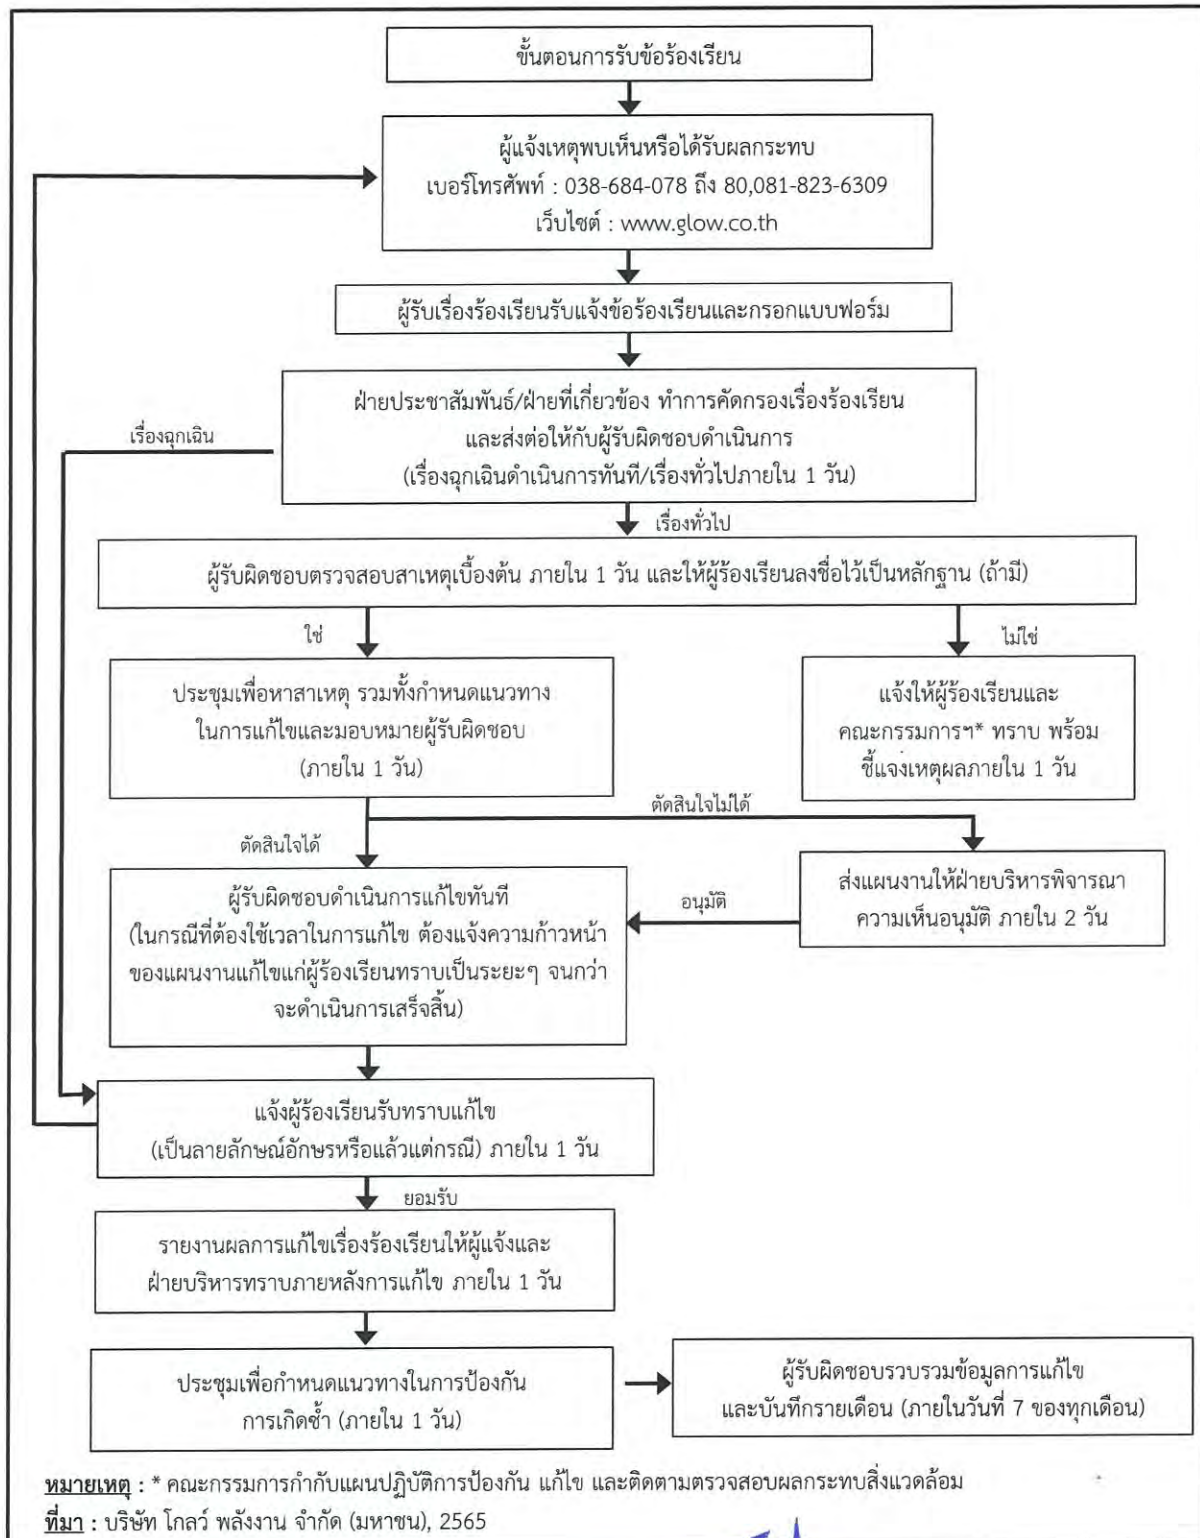 ขั้นตอนการรับข้อร้องเรียน
ผู้แจ้งเหตุพบเห็นหรือได้รับผลกระทบ
เบอร์โทรศัพท์ : 038-684-078 ถึง 80,081-823-6309
เว็บไซต์ : www.glow.co.th
ผู้รับเรื่องร้องเรียนรับแจ้งข้อร้องเรียนและกรอกแบบฟอร์ม
ฝ่ายประชาสัมพันธ์/ฝ่ายที่เกี่ยวข้อง ทำการคัดกรองเรื่องร้องเรียน
และส่งต่อให้กับผู้รับผิดชอบดำเนินการ
(เรื่องฉุกเฉินดำเนินการทันที/เรื่องทั่วไปภายใน 1 วัน)
เรื่องฉุกเฉิน
เรื่องทั่วไป
ผู้รับผิดชอบตรวจสอบสาเหตุเบื้องต้น ภายใน 1 วัน และให้ผู้ร้องเรียนลงชื่อไว้เป็นหลักฐาน (ถ้ามี)
ใช่
ไม่ใช่
ประชุมเพื่อหาสาเหตุ รวมทั้งกำหนดแนวทาง
ในการแก้ไขและมอบหมายผู้รับผิดชอบ
(ภายใน 1 วัน)
แจ้งให้ผู้ร้องเรียนและ
คณะกรรมการฯ* ทราบ พร้อม
ชี้แจงเหตุผลภายใน 1 วัน
ตัดสินใจไม่ได้
ตัดสินใจได้
ผู้รับผิดชอบดำเนินการแก้ไขทันที
(ในกรณีที่ต้องใช้เวลาในการแก้ไข ต้องแจ้งความก้าวหน้า
ของแผนงานแก้ไขแก่ผู้ร้องเรียนทราบเป็นระยะๆ จนกว่า
จะดำเนินการเสร็จสิ้น)
อนุมัติ
ส่งแผนงานให้ฝ่ายบริหารพิจารณา
ความเห็นอนุมัติ ภายใน 2 วัน
แจ้งผู้ร้องเรียนรับทราบแก้ไข
(เป็นลายลักษณ์อักษรหรือแล้วแต่กรณี) ภายใน 1 วัน
ยอมรับ
รายงานผลการแก้ไขเรื่องร้องเรียนให้ผู้แจ้งและ
ฝ่ายบริหารทราบภายหลังการแก้ไข ภายใน 1 วัน
ประชุมเพื่อกำหนดแนวทางในการป้องกัน
การเกิดซ้ำ (ภายใน 1 วัน)
ผู้รับผิดชอบรวบรวมข้อมูลการแก้ไข
และบันทึกรายเดือน (ภายในวันที่ 7 ของทุกเดือน)
หมายเหตุ : * คณะกรรมการกำกับแผนปฏิบัติการป้องกัน แก้ไข และติดตามตรวจสอบผลกระทบสิ่งแวดล้อม
ที่มา : บริษัท โกลว์ พลังงาน จำกัด (มหาชน), 2565